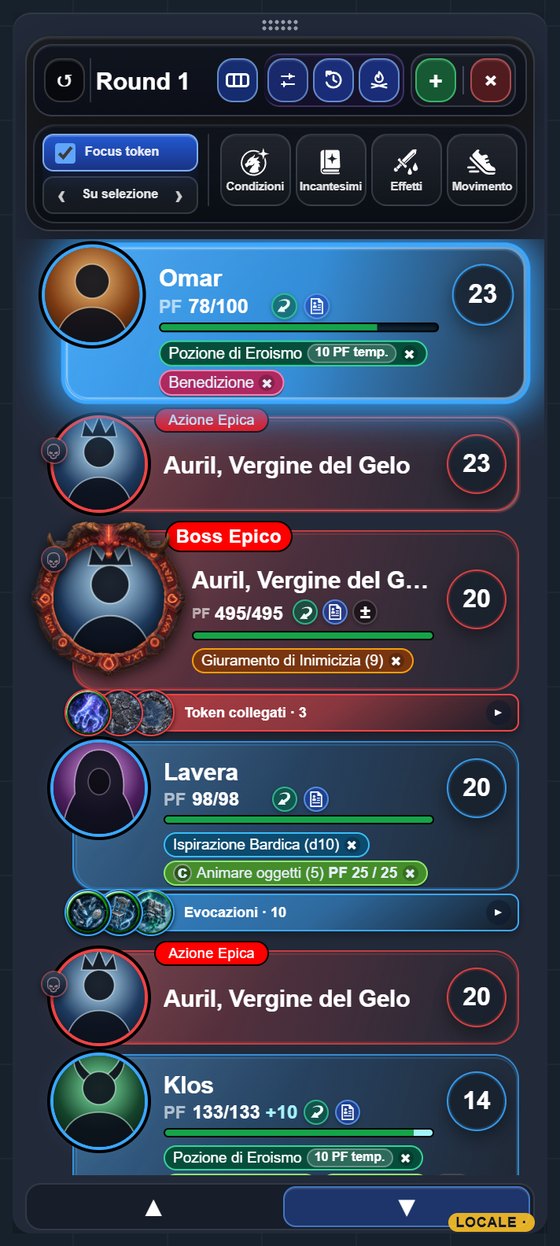 Round 1
Focus token
Su selezione
Condizioni
Incantesimi
Effetti
Movimento
Omar
23
PF 78/100
Pozione di Eroismo 10 PF temp.
Benedizione
Azione Epica
Auril, Vergine del Gelo
23
Boss Epico
Auril, Vergine del G...
20
PF 495/495
Giuramento di Inimicizia (9)
Token collegati · 3
Lavera
20
PF 98/98
Ispirazione Bardica (d10)
C Animare oggetti (5) PF 25 / 25
Evocazioni · 10
Azione Epica
Auril, Vergine del Gelo
20
Klos
14
PF 133/133 +10
Pozione di Eroismo 10 PF temp.
LOCALE ·